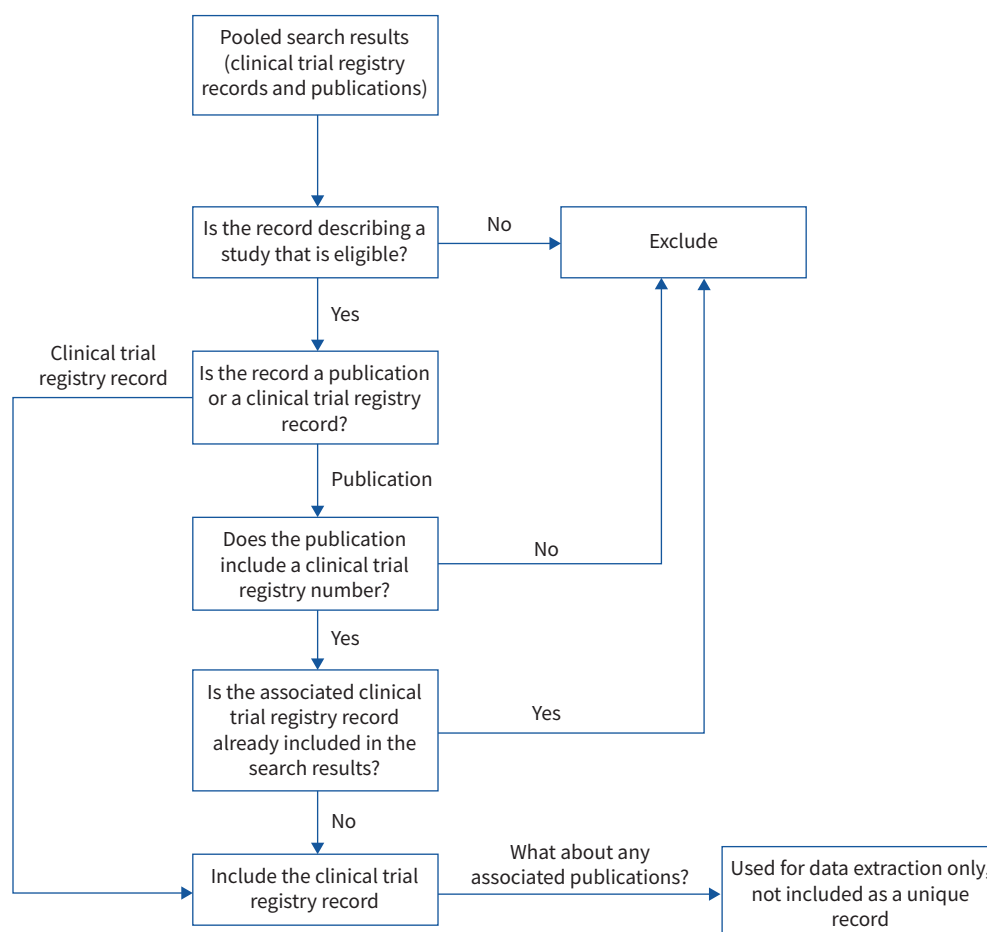 Pooled search results
(clinical trial registry
records and publications)
Is the record describing a
study that is eligible?
No
Exclude
Yes
Clinical trial
registry record
Is the record a publication
or a clinical trial registry
record?
Publication
Does the publication
include a clinical trial
registry number?
No
Yes
Is the associated clinical
trial registry record
already included in the
search results?
Yes
No
Include the clinical trial
registry record
What about any
associated publications?
Used for data extraction only,
not included as a unique
record